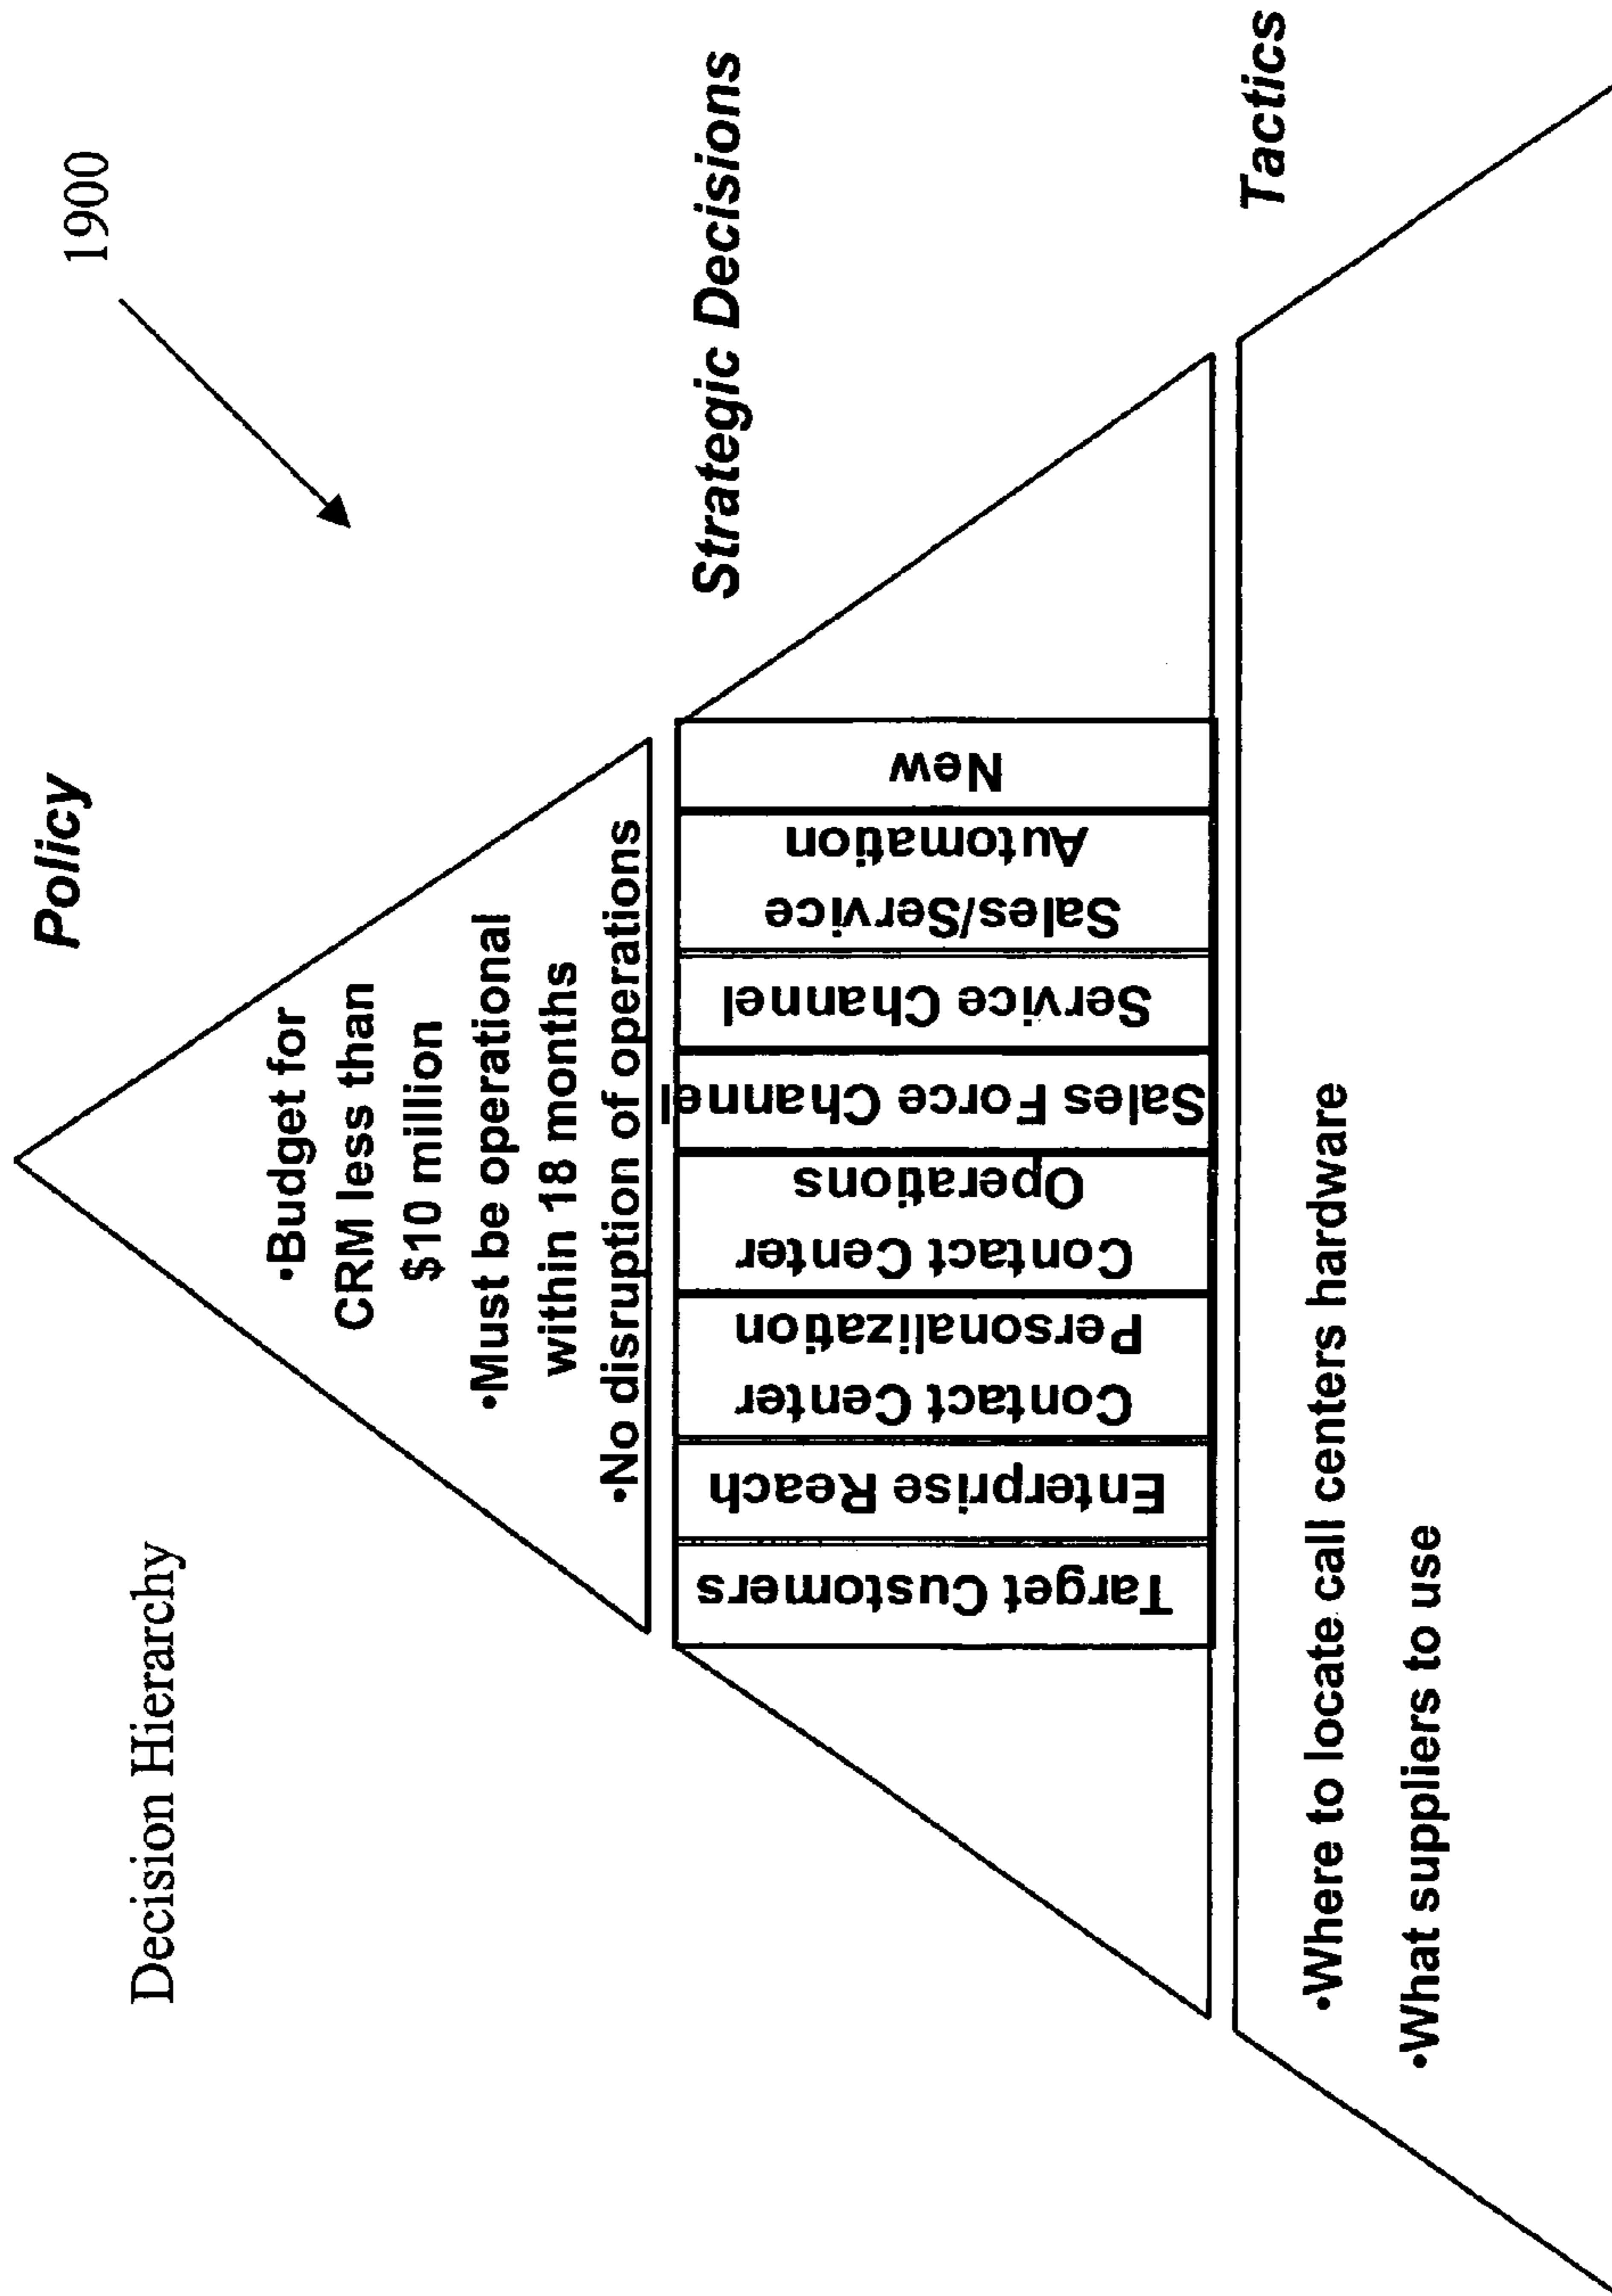 Decision Hierarchy
1900
Policy
•Budget for
CRM less than
$10 million
•Must be operational
within 18 months
•No disruption of operations
Strategic Decisions
Target Customers
Enterprise Reach
Contact Center
Personalization
Contact Center
Operations
Sales Force Channel
Service Channel
Sales/Service
Automation
New
Tactics
•Where to locate call centers hardware
•What suppliers to use